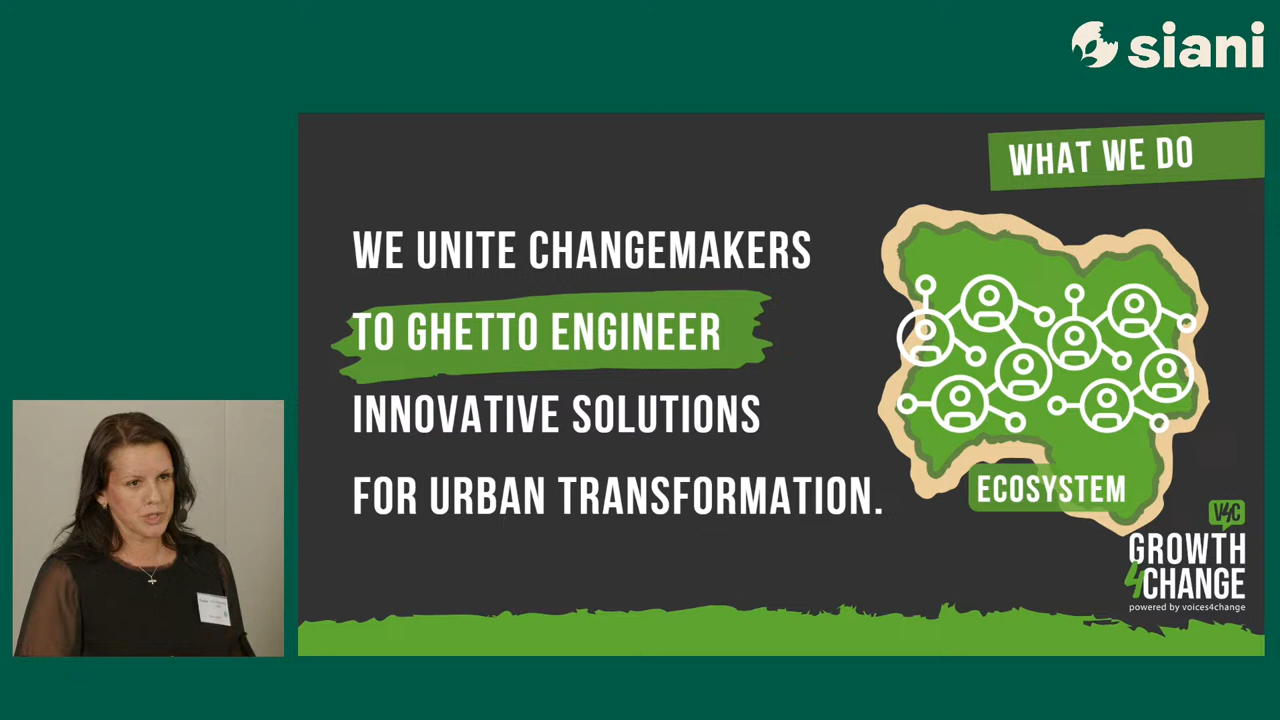 siani
WHAT WE DO
WE UNITE CHANGEMAKERS
TO GHETTO ENGINEER
INNOVATIVE SOLUTIONS
FOR URBAN TRANSFORMATION.
ECOSYSTEM
V4C
GROWTH
4CHANGE
powered by voices4change